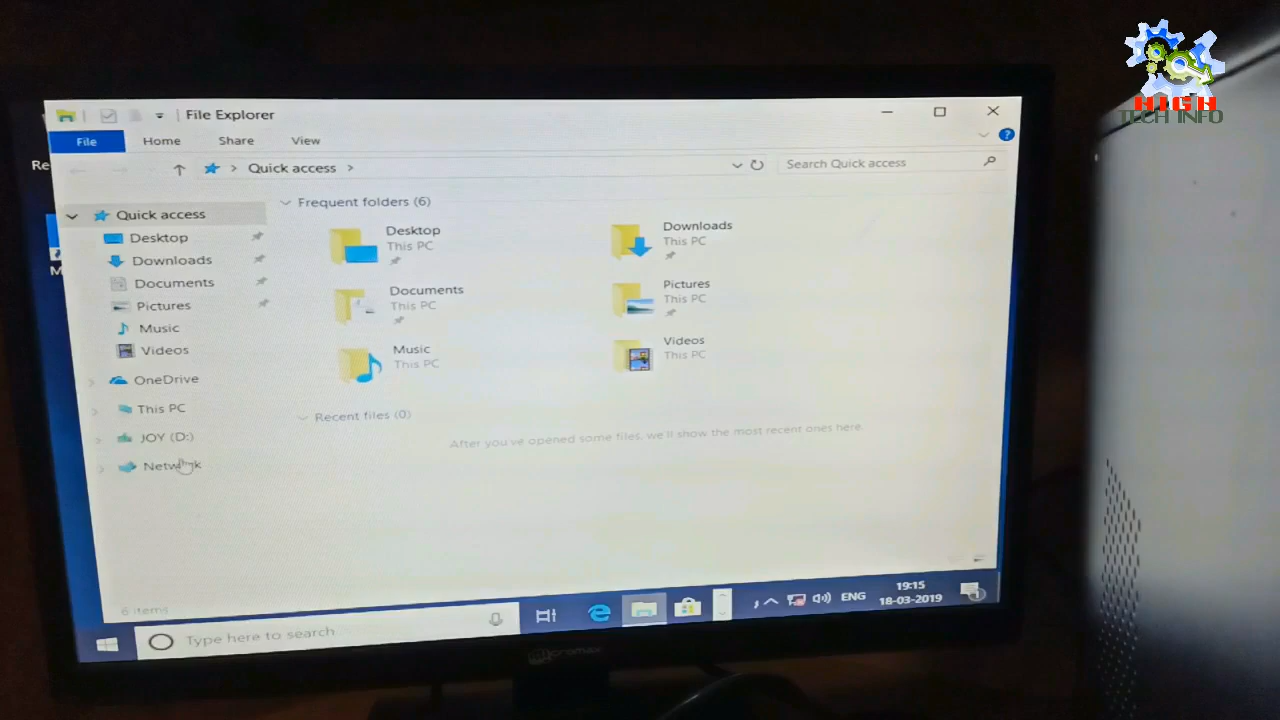 HIGH
TECH INFO
File Explorer
File Home Share View
Quick access
Search Quick access
Quick access
Desktop
Downloads
Documents
Pictures
Music
Videos
OneDrive
This PC
JOY (D:)
Network
Frequent folders (6)
Desktop
This PC
Downloads
This PC
Documents
This PC
Pictures
This PC
Music
This PC
Videos
This PC
Recent files (0)
After you've opened some files, we'll show the most recent ones here.
6 items
Type here to search
ENG
19:15
18-03-2019
1
micromax